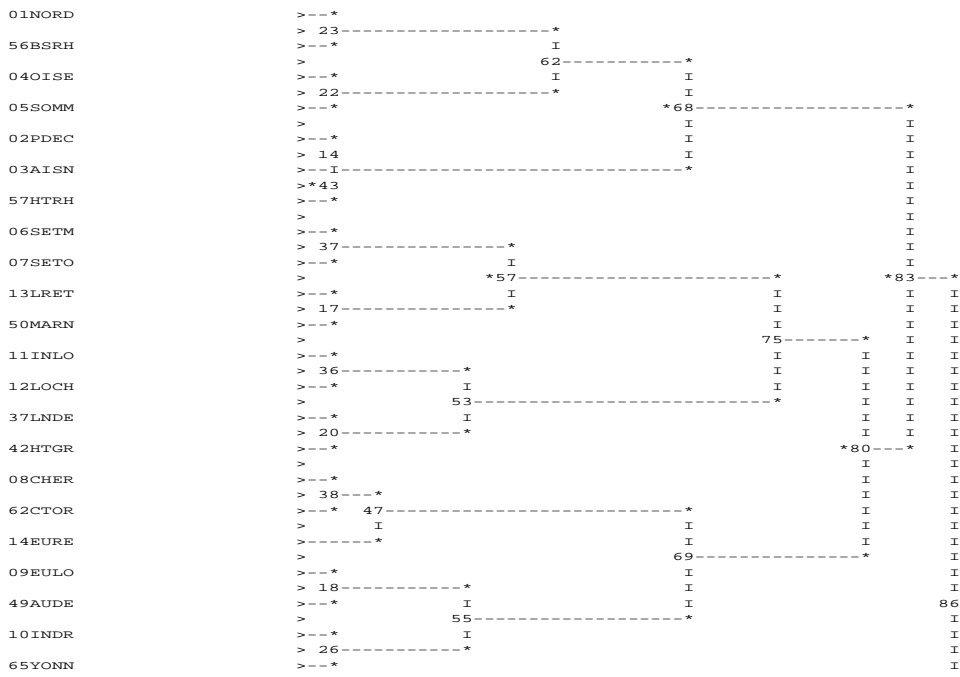 01NORD >--*
> 23----------------*
56BSRH >--* I
> 62---------*
04OISE >--* I I
> 22----------------* I
05SOMM >--* *68----------------*
> I I
02PDEC >--* I I
> 14 I I
03AISN >--I--------------------------* I
>*43 I
57HTRH >--* I
> I
06SETM >--* I
> 37-------------* I
07SETO >--* I I
> *57-------------------* *83---*
13LRET >--* I I I I
> 17-------------* I I I
50MARN >--* I I I
> 75------* I I
11INLO >--* I I I I
> 36----------* I I I I
12LOCH >--* I I I I I
> 53-----------------------* I I I
37LNDE >--* I I I I
> 20----------* I I I
42HTGR >--* *80---* I
> I I
08CHER >--* I I
> 38---* I I
62CTOR >--* 47-----------------------* I I
> I I I I
14EURE >------* I I I
> 69-------------* I
09EULO >--* I I
> 18----------* I I
49AUDE >--* I I 86
> 55----------------* I
10INDR >--* I I
> 26----------* I
65YONN >--* I